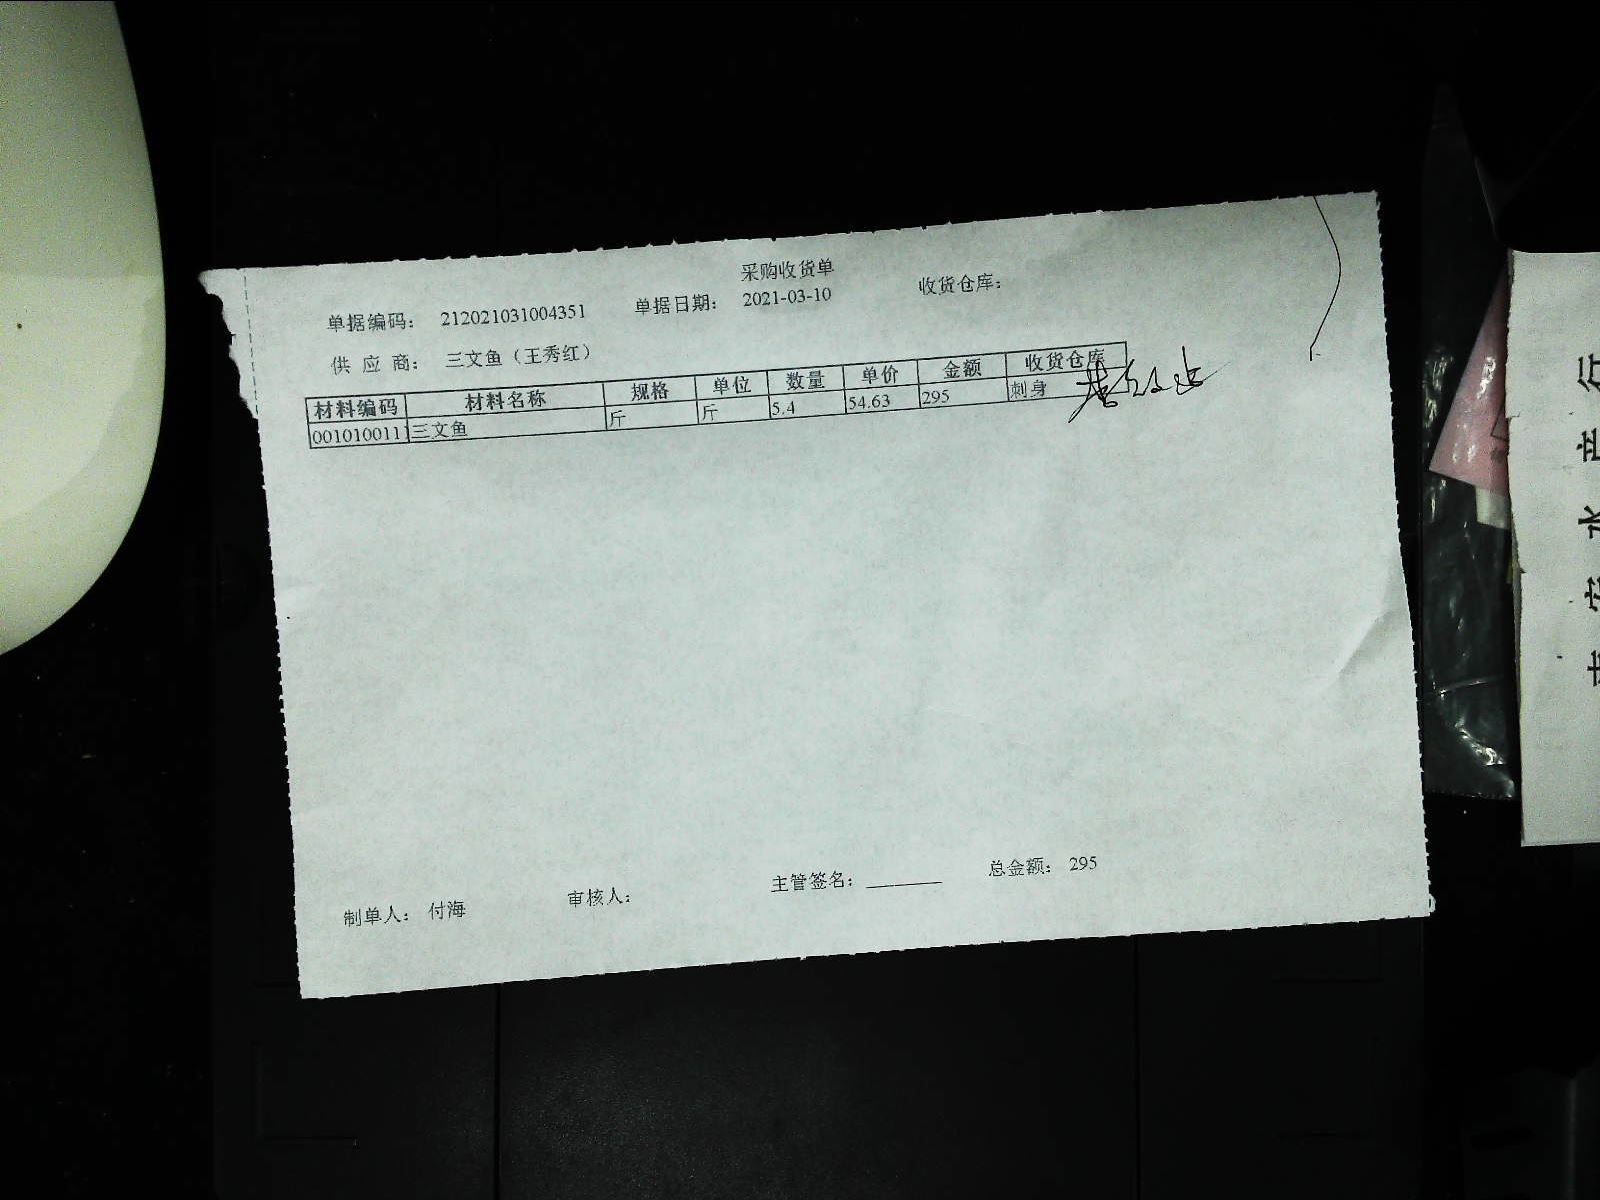 采购收货单
单据编码： 212021031004351 单据日期： 2021-03-10 收货仓库：
供 应 商： 三文鱼（王秀红）
材料编码 材料名称 规格 单位 数量 单价 金额 收货仓库
0010100111 三文鱼 斤 斤 5.4 54.63 295 刺身
制单人： 付海 审核人： 主管签名： ________ 总金额： 295